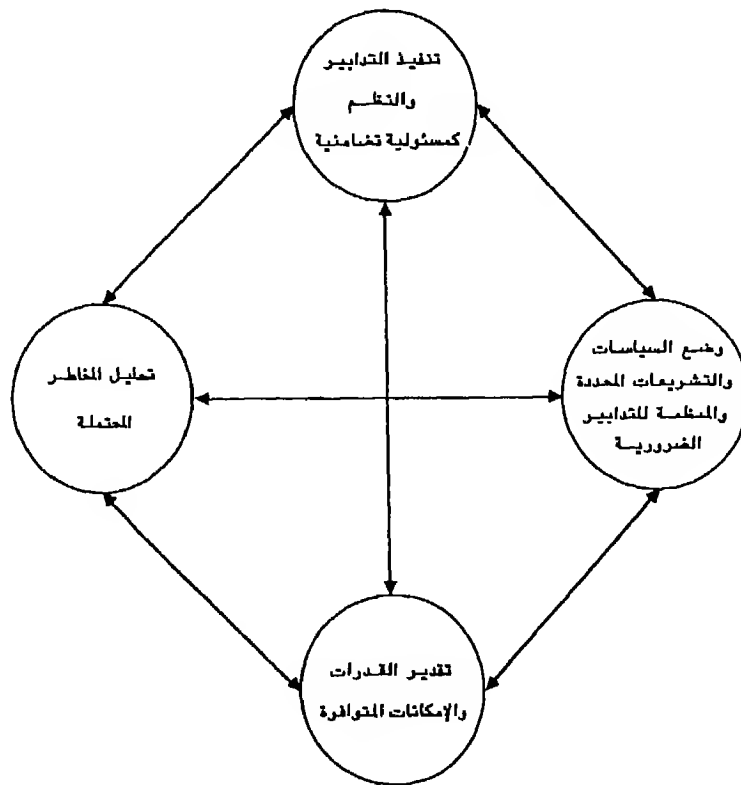 تنفيذ التدابير
والنظم
كمسئولية تضامنية
وضع السياسات
والتشريعات المحددة
والمنظمة للتدابير
الضرورية
تحليل المخاطر
المحتملة
تقدير القدرات
والإمكانات المتوافرة